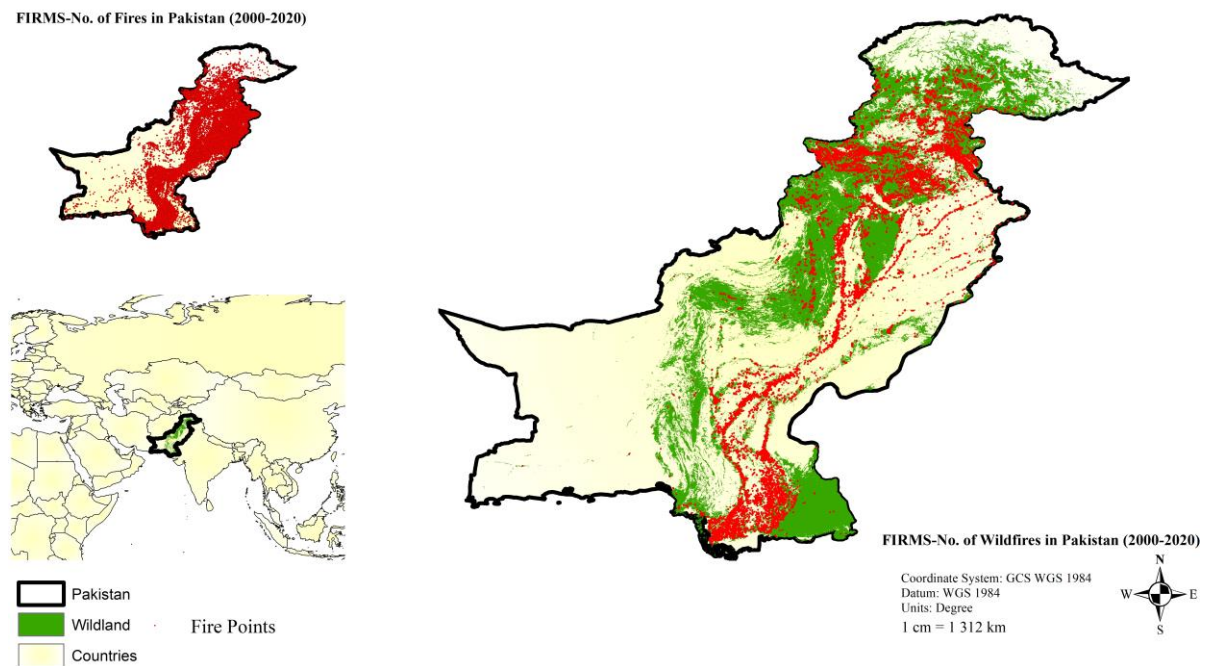 FIRMS-No. of Fires in Pakistan (2000-2020)
Pakistan
Wildland
Fire Points
Countries
FIRMS-No. of Wildfires in Pakistan (2000-2020)
Coordinate System: GCS WGS 1984
Datum: WGS 1984
Units: Degree
1 cm = 1 312 km
N
W
E
S